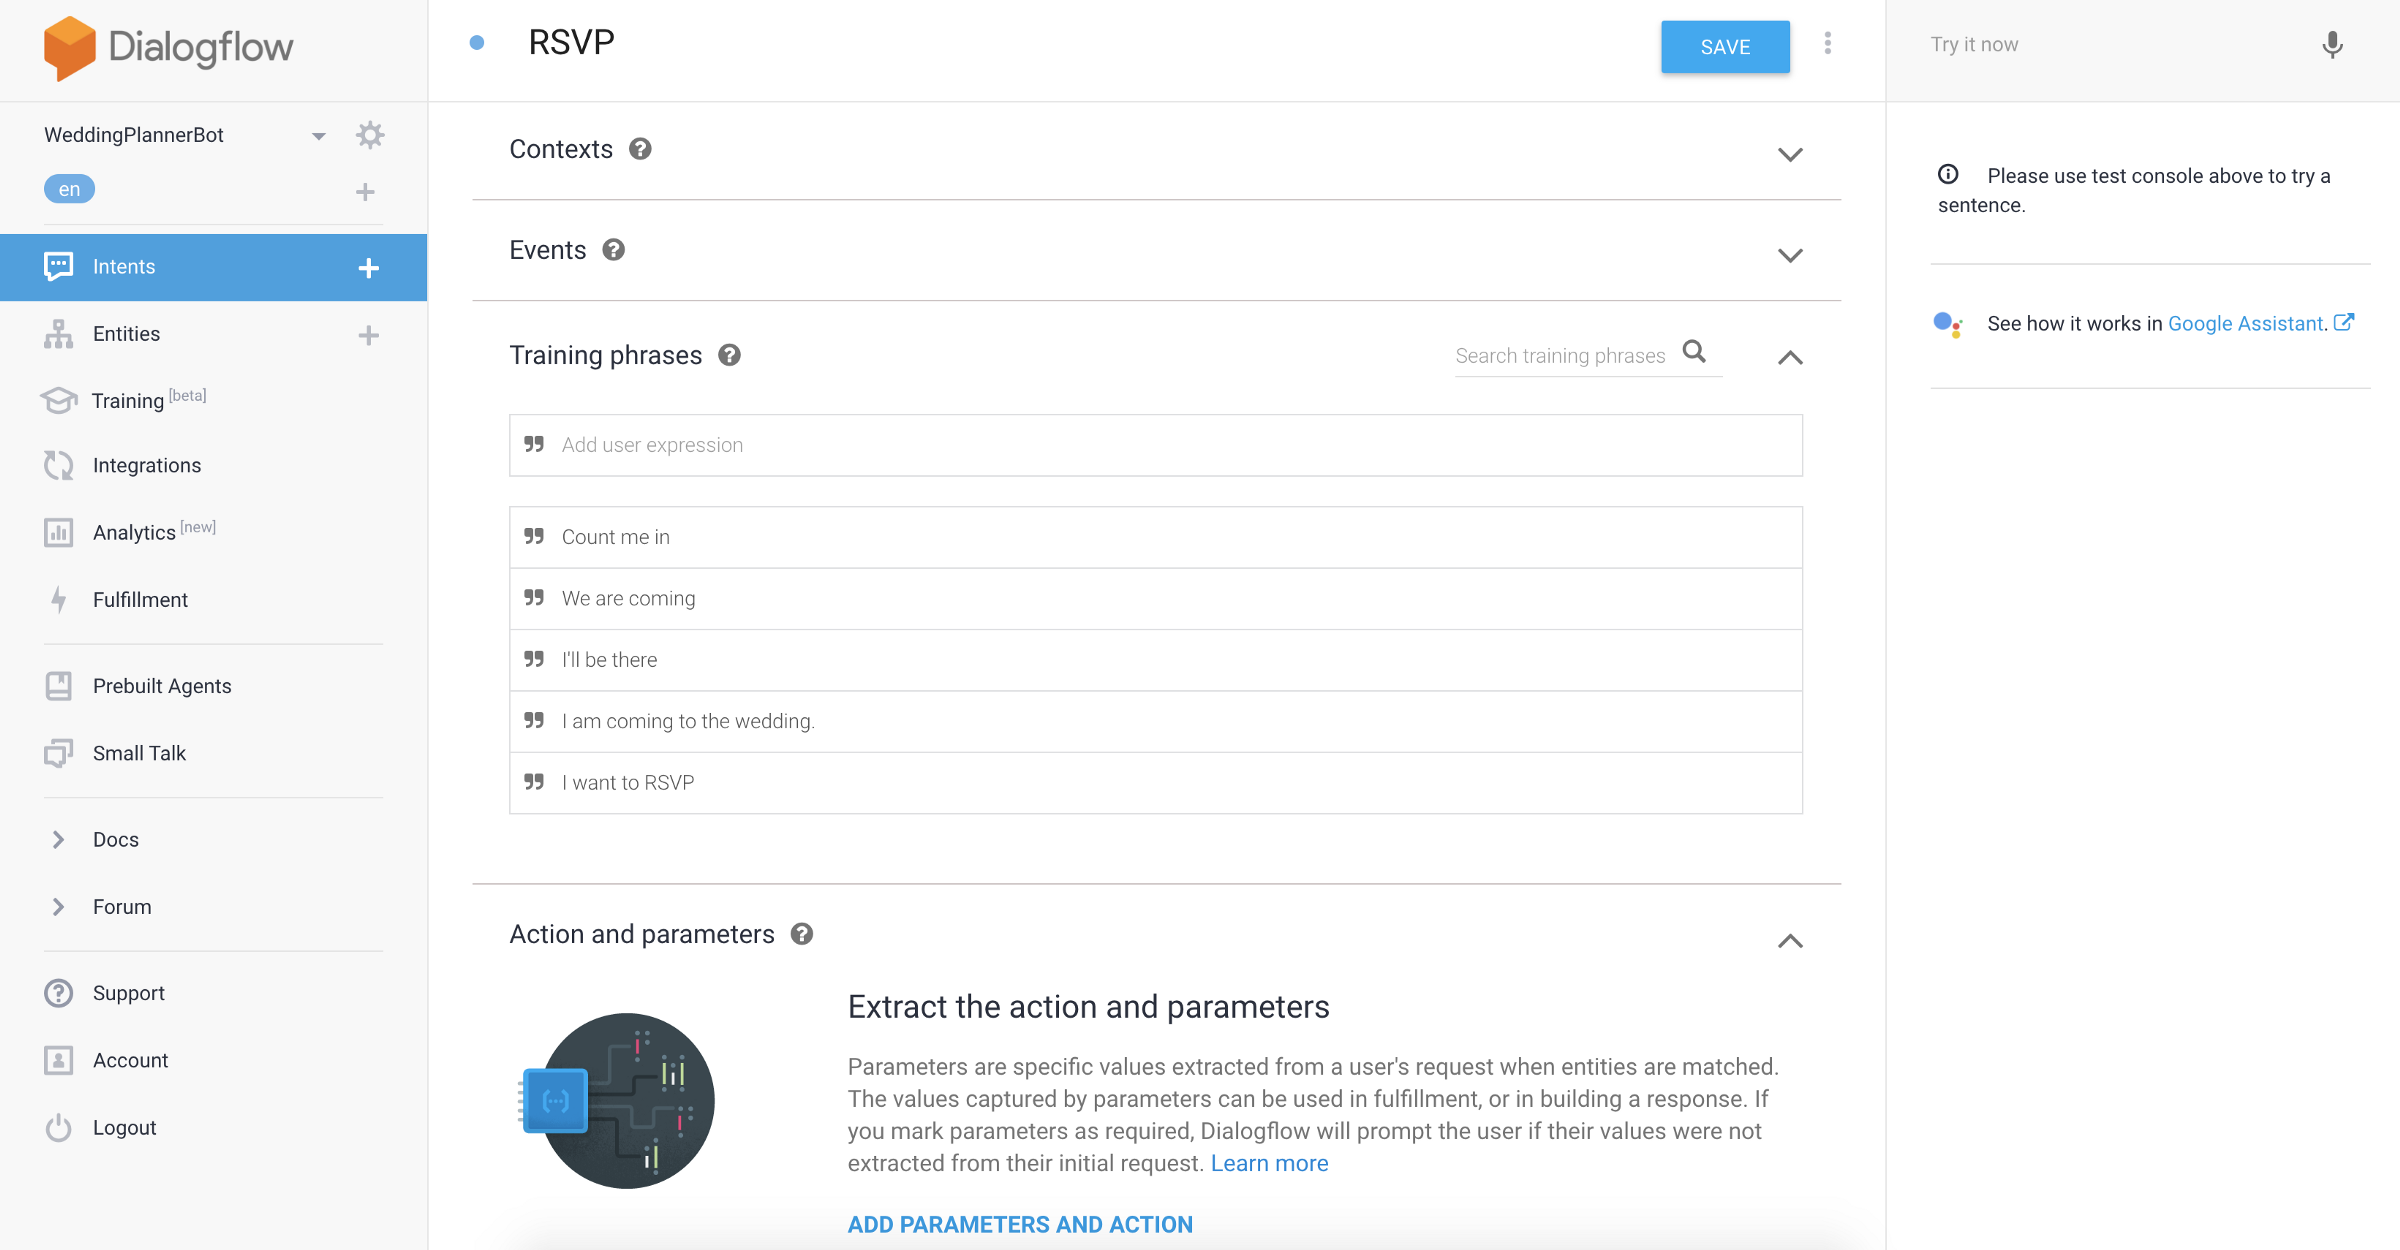 Dialogflow
WeddingPlannerBot
en
Intents
Entities
Training [beta]
Integrations
Analytics [new]
Fulfillment
Prebuilt Agents
Small Talk
Docs
Forum
Support
Account
Logout
RSVP
SAVE
Contexts
Events
Training phrases
Search training phrases
Add user expression
Count me in
We are coming
I'll be there
I am coming to the wedding.
I want to RSVP
Action and parameters
Extract the action and parameters
Parameters are specific values extracted from a user's request when entities are matched.
The values captured by parameters can be used in fulfillment, or in building a response. If
you mark parameters as required, Dialogflow will prompt the user if their values were not
extracted from their initial request. Learn more
ADD PARAMETERS AND ACTION
Try it now
Please use test console above to try a
sentence.
See how it works in Google Assistant.